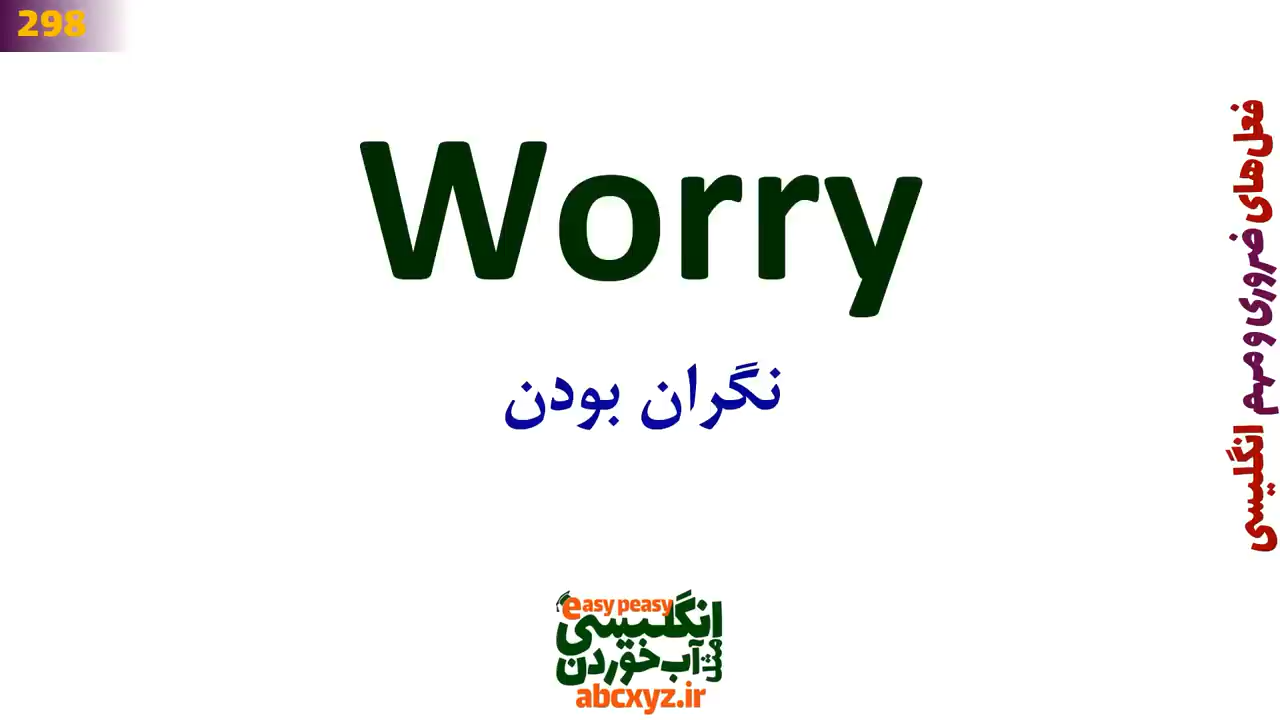 298
Worry
نگران بودن
فعل‌های ضروری و مهم انگلیسی
easy peasy
انگلیسی
مثل آب خوردن
abcxyz.ir